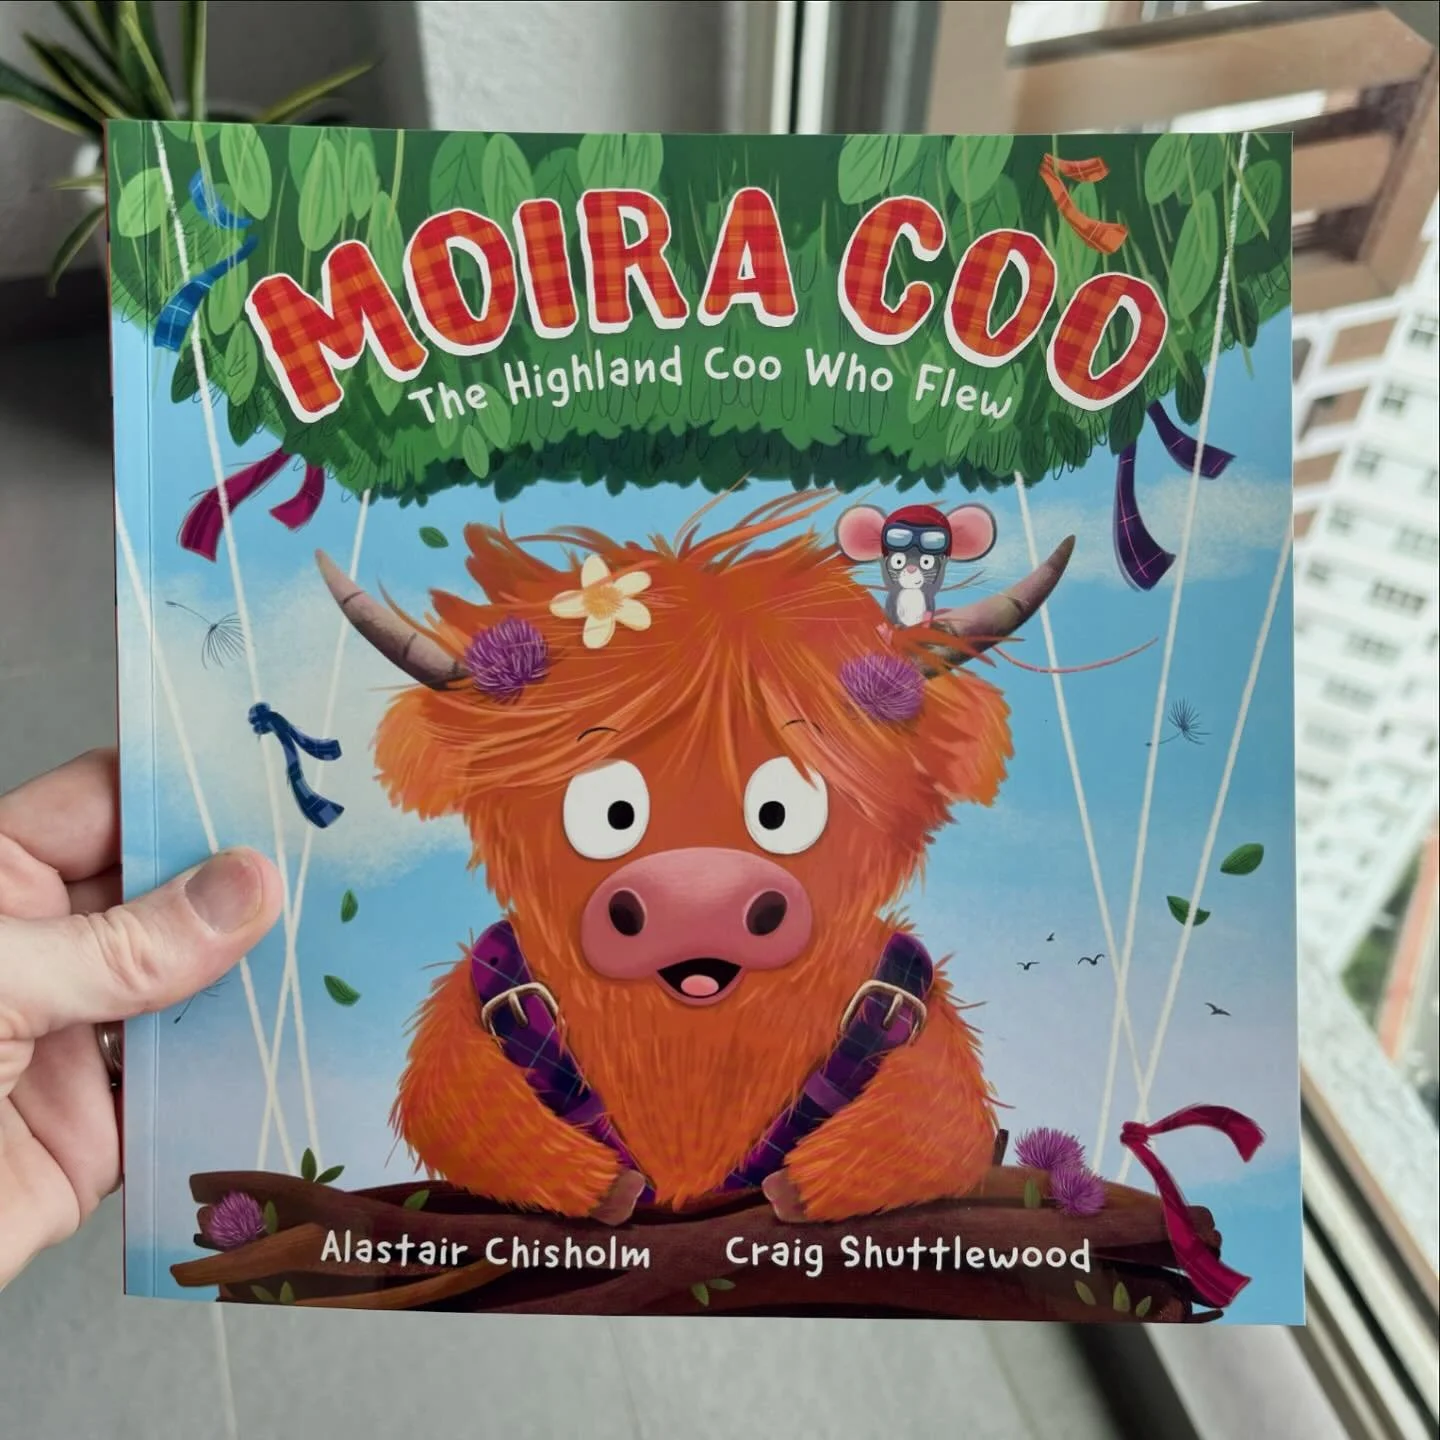 MOIRA COO
The Highland Coo Who Flew
Alastair Chisholm Craig Shuttlewood